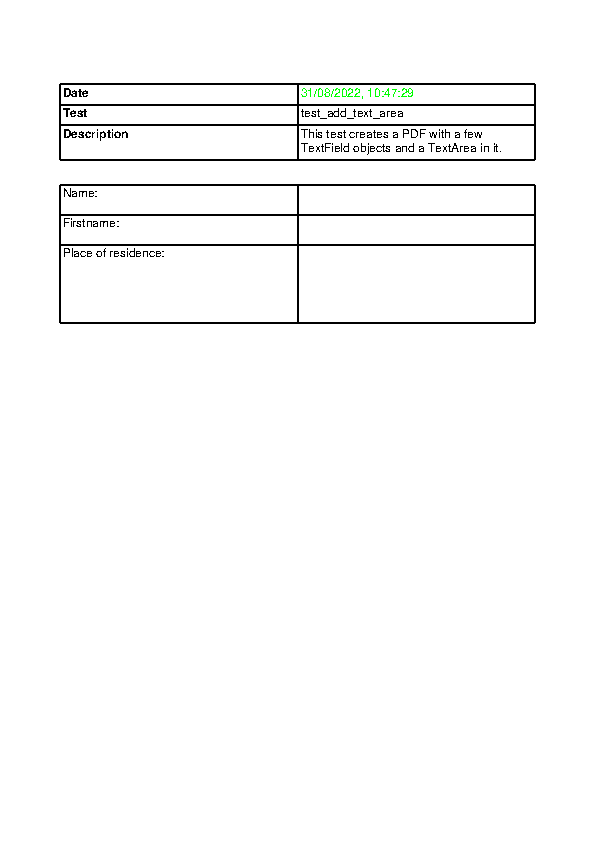 Date 31/08/2022, 10:47:29
Test test_add_text_area
Description This test creates a PDF with a few
TextField objects and a TextArea in it.
Name:
Firstname:
Place of residence: